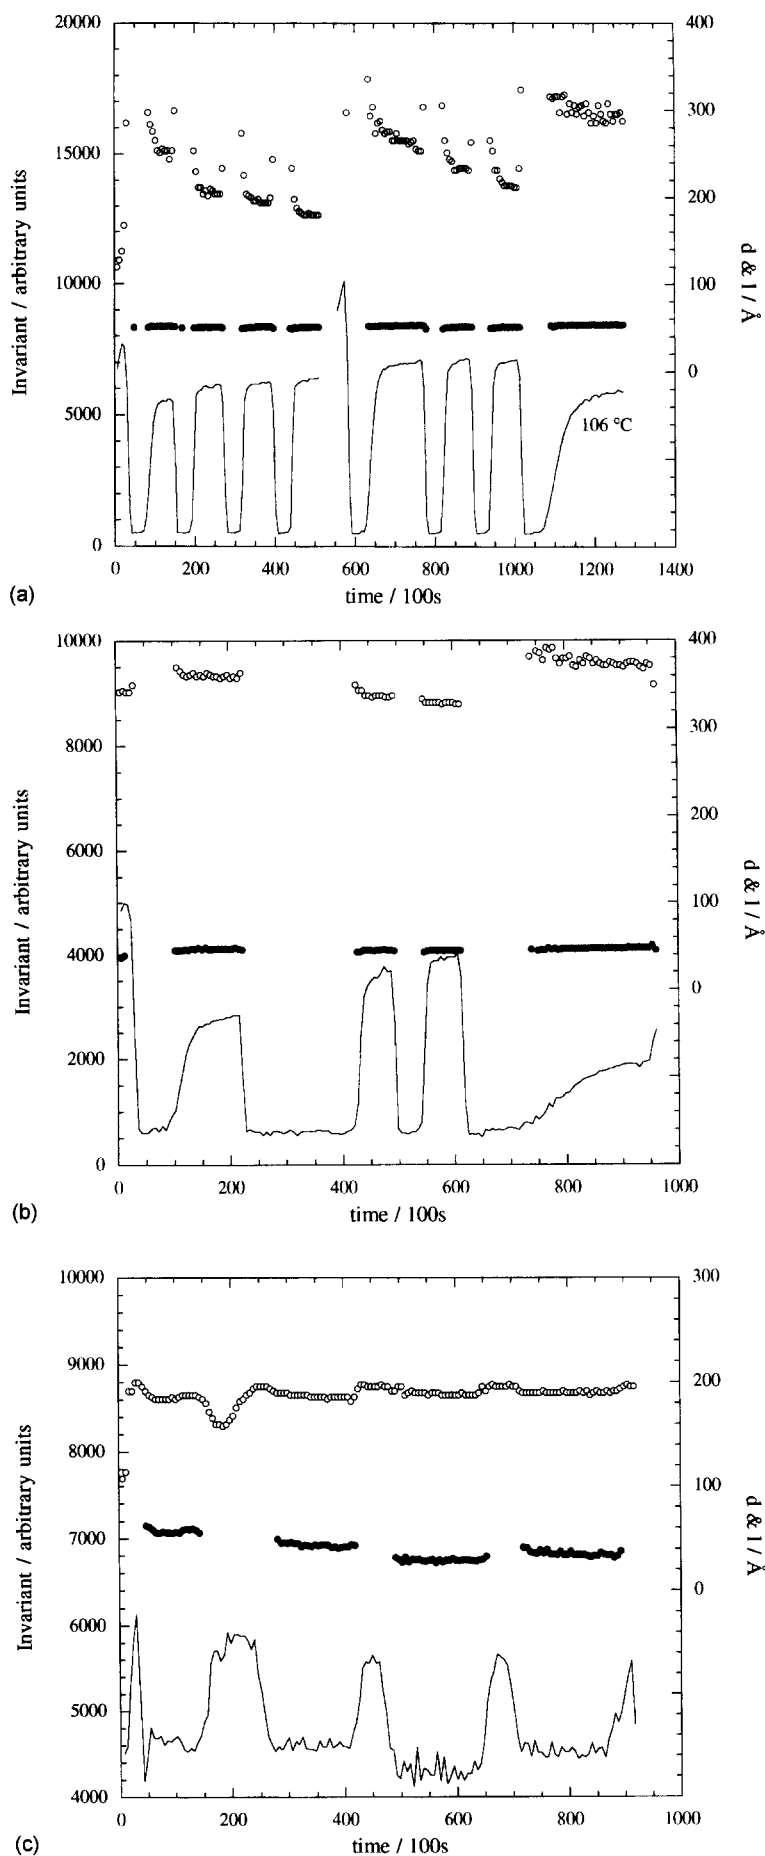 20000
15000
10000
5000
0
Invariant / arbitrary units
400
300
200
100
0
d & l / Å
106 °C
0 200 400 600 800 1000 1200 1400
(a)
time / 100s
10000
8000
6000
4000
2000
0
Invariant / arbitrary units
400
300
200
100
0
d & l / Å
0 200 400 600 800 1000
(b)
time / 100s
10000
9000
8000
7000
6000
5000
4000
Invariant / arbitrary units
300
200
100
0
d & l / Å
0 200 400 600 800 1000
(c)
time / 100s